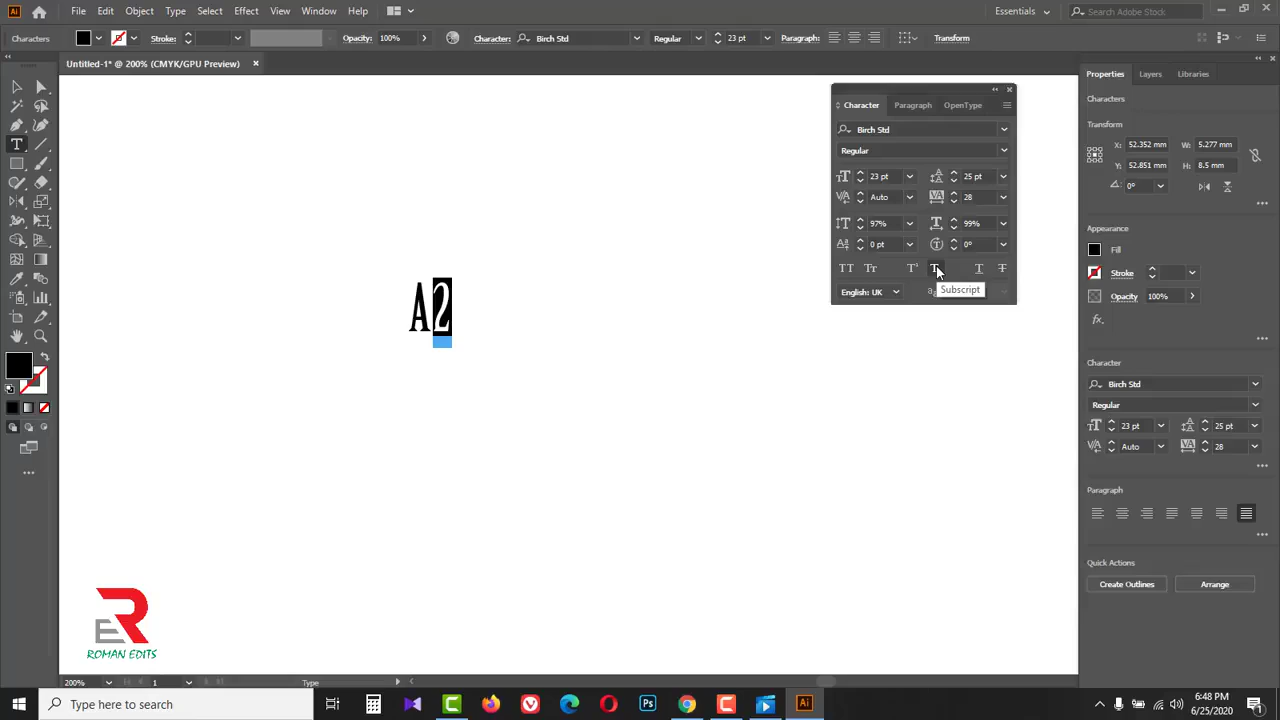 Ai File Edit Object Type Select Effect View Window Help Essentials Search Adobe Stock
Characters Stroke: Opacity: 100% Character: Birch Std Regular 23 pt Paragraph: Transform
Untitled-1* @ 200% (CMYK/GPU Preview)
Properties Layers Libraries
Characters
Transform
X: 52.352 mm W: 5.277 mm
Y: 52.851 mm H: 8.5 mm
0°
Appearance
Fill
Stroke
Opacity 100%
fx.
Character
Birch Std
Regular
23 pt 25 pt
Auto 28
Paragraph
Quick Actions
Create Outlines Arrange
Character Paragraph OpenType
Birch Std
Regular
23 pt 25 pt
Auto 28
97% 99%
0 pt 0°
English: UK
Subscript
A2
ROMAN EDITS
200% 1 Type
Type here to search
Ps Ai
6:48 PM
6/25/2020